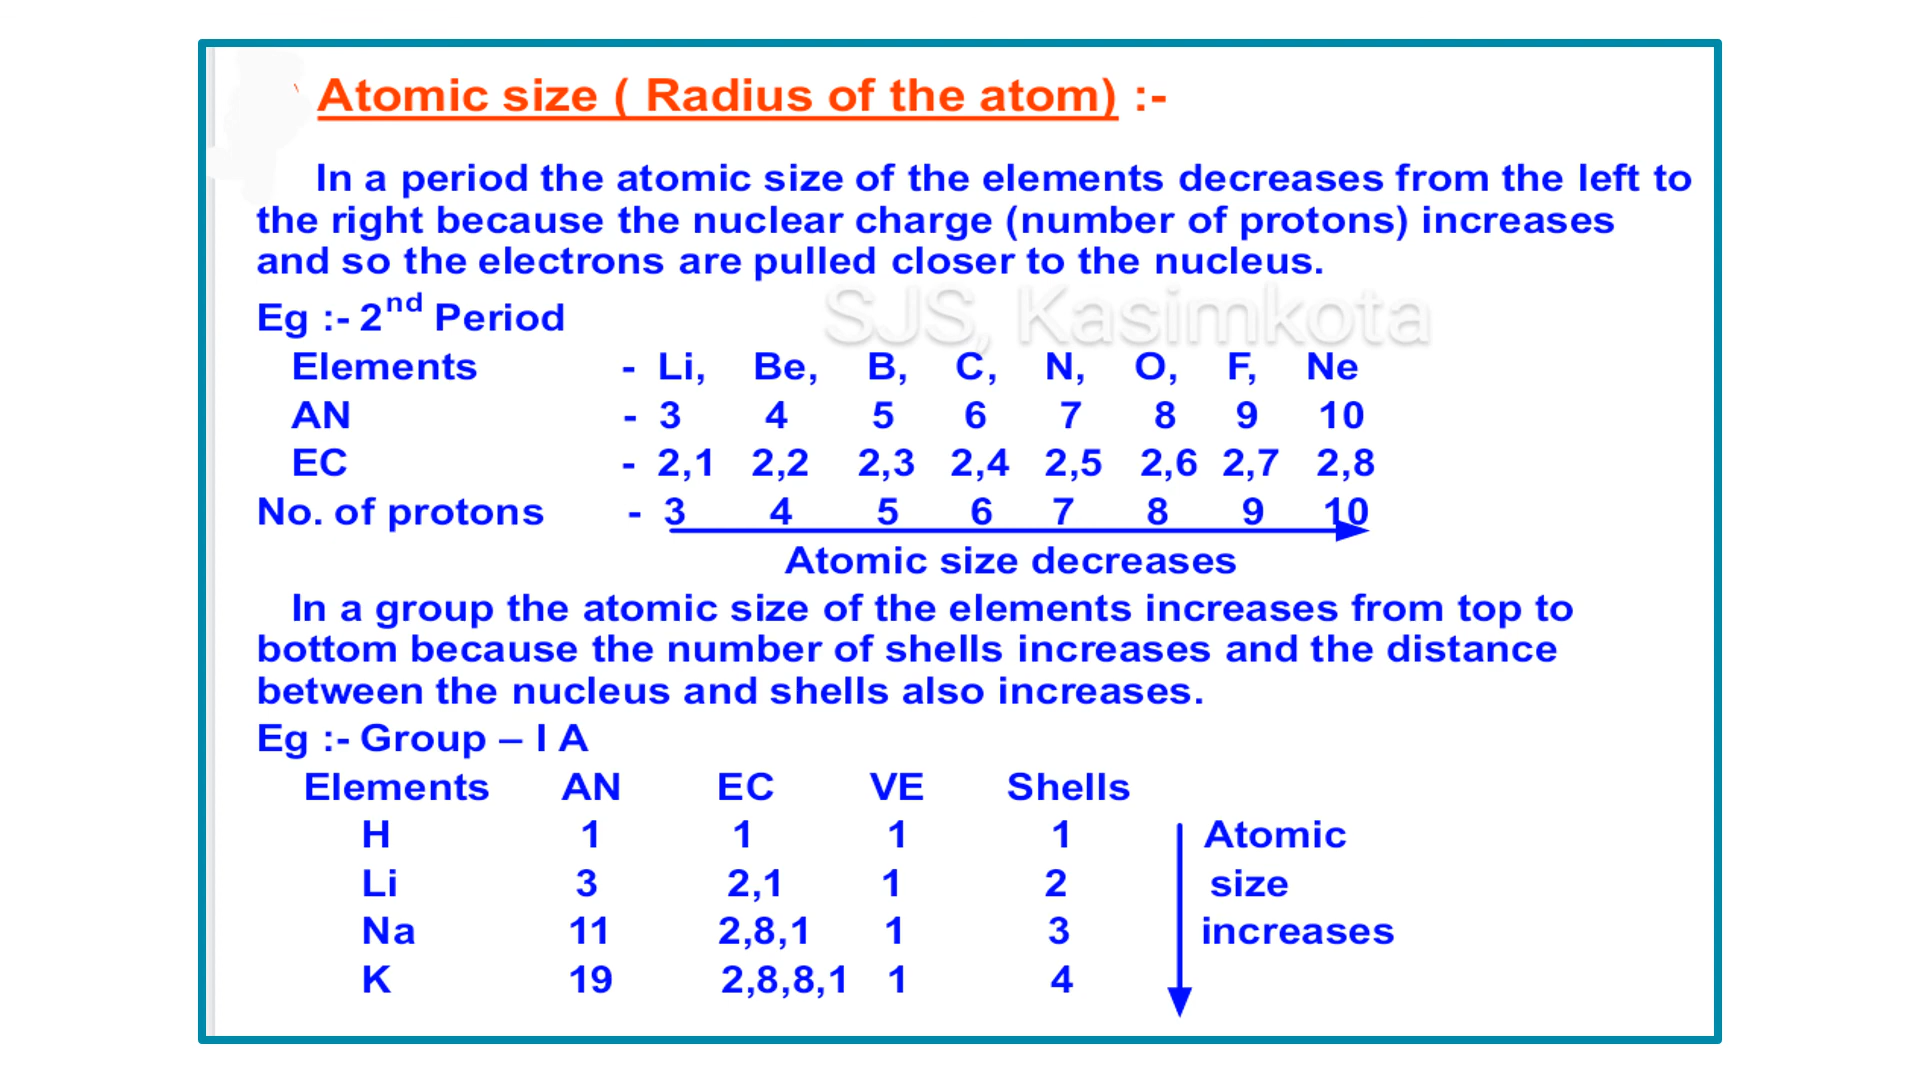 Atomic size ( Radius of the atom) :-
In a period the atomic size of the elements decreases from the left to
the right because the nuclear charge (number of protons) increases
and so the electrons are pulled closer to the nucleus.
SJS, Kasimkota
Eg :- 2nd Period
Elements - Li, Be, B, C, N, O, F, Ne
AN - 3 4 5 6 7 8 9 10
EC - 2,1 2,2 2,3 2,4 2,5 2,6 2,7 2,8
No. of protons - 3 4 5 6 7 8 9 10
Atomic size decreases
In a group the atomic size of the elements increases from top to
bottom because the number of shells increases and the distance
between the nucleus and shells also increases.
Eg :- Group – I A
Elements AN EC VE Shells
H 1 1 1 1 Atomic
Li 3 2,1 1 2 size
Na 11 2,8,1 1 3 increases
K 19 2,8,8,1 1 4